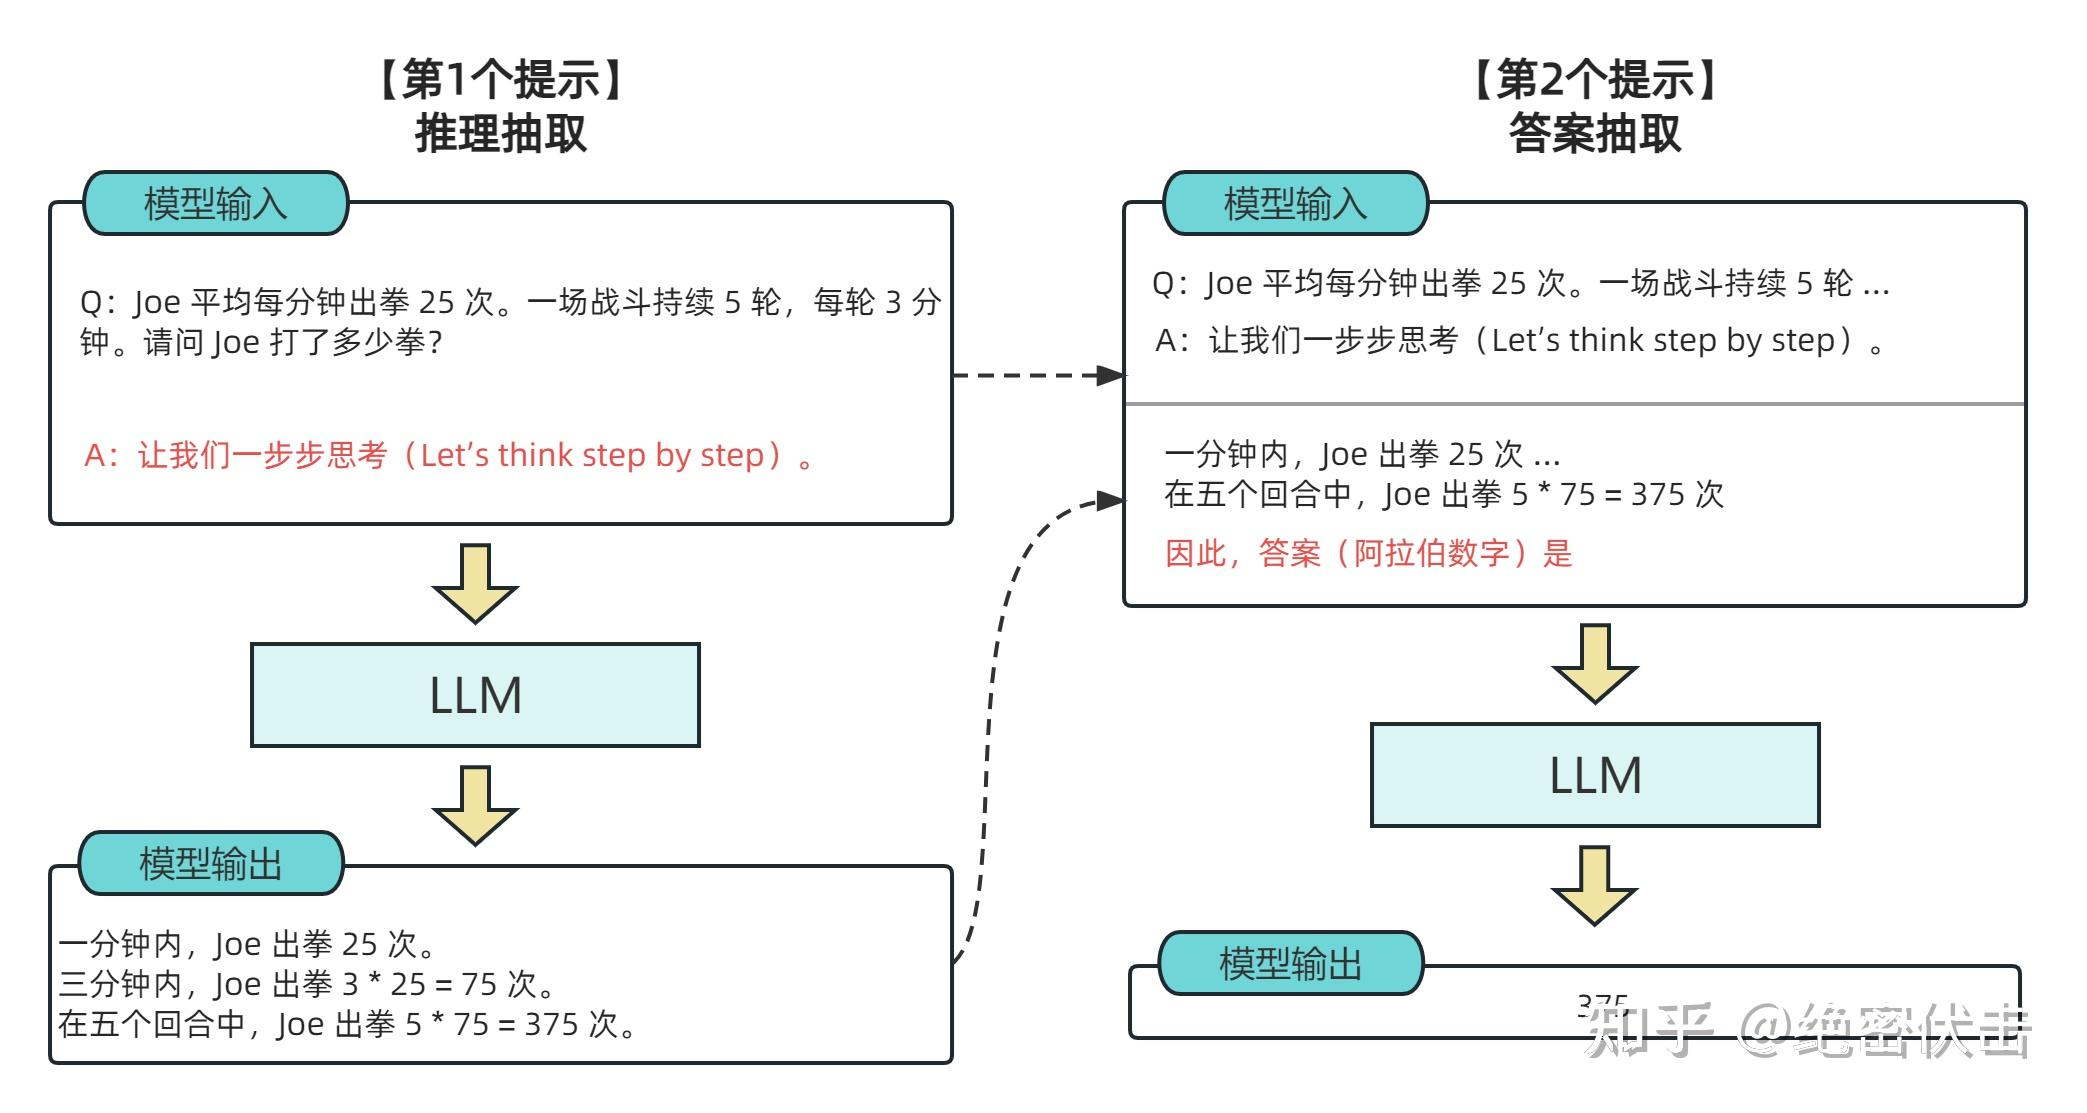 【第1个提示】
推理抽取
模型输入
Q：Joe 平均每分钟出拳 25 次。一场战斗持续 5 轮，每轮 3 分
钟。请问 Joe 打了多少拳？
A：让我们一步步思考（Let’s think step by step）。
LLM
模型输出
一分钟内，Joe 出拳 25 次。
三分钟内，Joe 出拳 3 * 25 = 75 次。
在五个回合中，Joe 出拳 5 * 75 = 375 次。
【第2个提示】
答案抽取
模型输入
Q：Joe 平均每分钟出拳 25 次。一场战斗持续 5 轮 ...
A：让我们一步步思考（Let’s think step by step）。
一分钟内，Joe 出拳 25 次 ...
在五个回合中，Joe 出拳 5 * 75 = 375 次
因此，答案（阿拉伯数字）是
LLM
模型输出
375
知乎 @绝密伏击